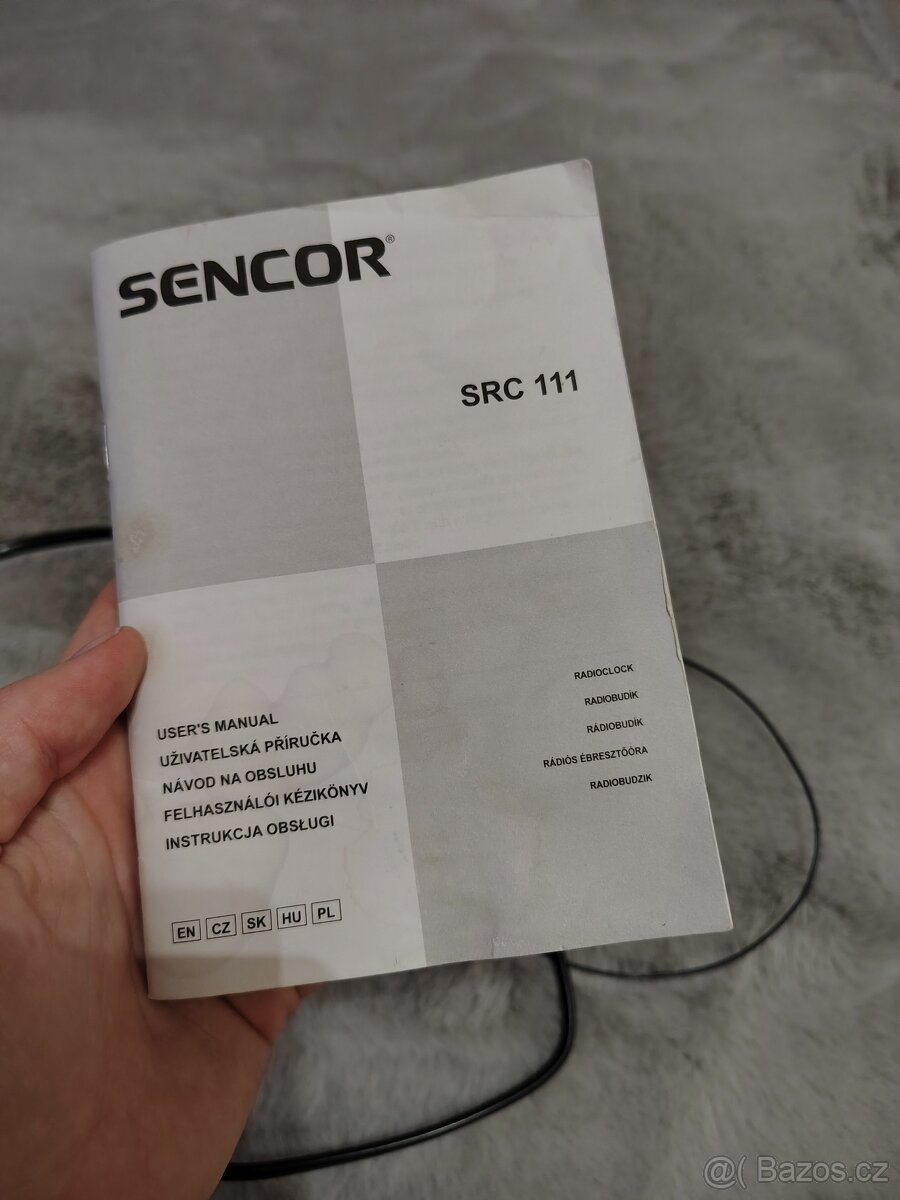 SENCOR®
SRC 111
RADIOCLOCK
RADIOBUDÍK
RÁDIOBUDÍK
RÁDIÓS ÉBRESZTŐÓRA
RADIOBUDZIK
USER'S MANUAL
UŽIVATELSKÁ PŘÍRUČKA
NÁVOD NA OBSLUHU
FELHASZNÁLÓI KÉZIKÖNYV
INSTRUKCJA OBSŁUGI
EN CZ SK HU PL
@( Bazos.cz